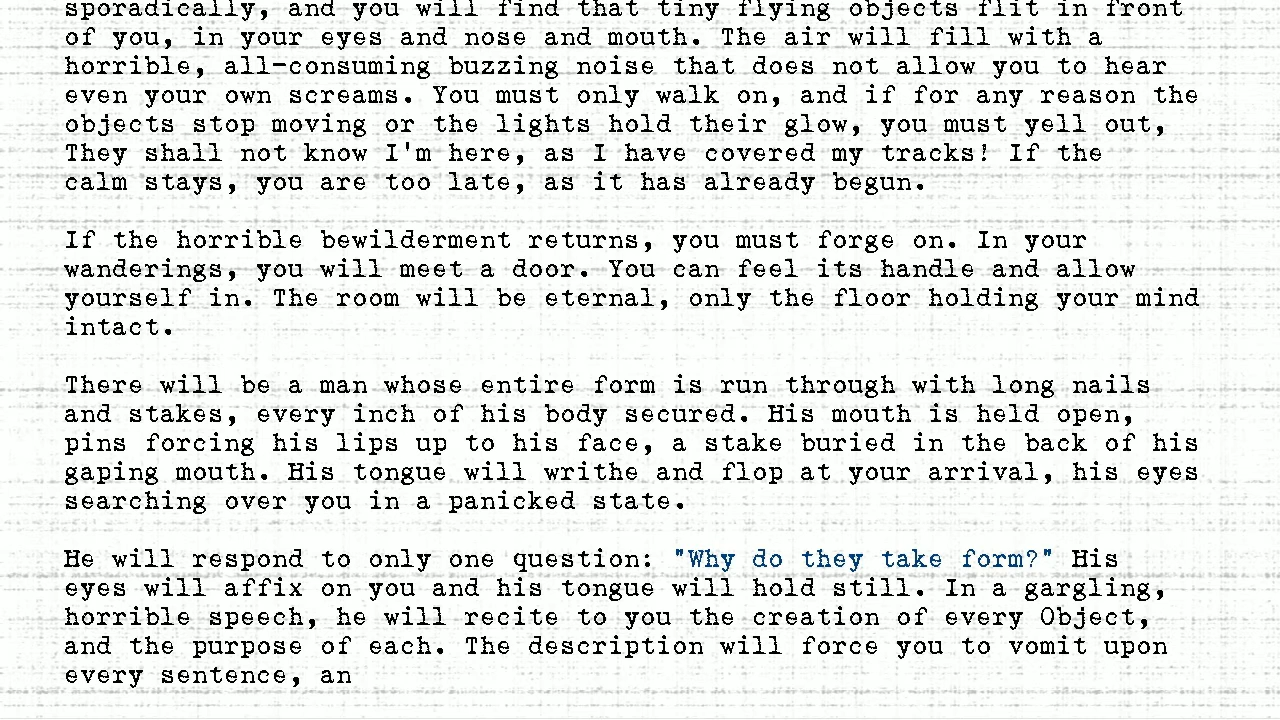 sporadically, and you will find that tiny flying objects flit in front
of you, in your eyes and nose and mouth. The air will fill with a
horrible, all-consuming buzzing noise that does not allow you to hear
even your own screams. You must only walk on, and if for any reason the
objects stop moving or the lights hold their glow, you must yell out,
They shall not know I'm here, as I have covered my tracks! If the
calm stays, you are too late, as it has already begun.
If the horrible bewilderment returns, you must forge on. In your
wanderings, you will meet a door. You can feel its handle and allow
yourself in. The room will be eternal, only the floor holding your mind
intact.
There will be a man whose entire form is run through with long nails
and stakes, every inch of his body secured. His mouth is held open,
pins forcing his lips up to his face, a stake buried in the back of his
gaping mouth. His tongue will writhe and flop at your arrival, his eyes
searching over you in a panicked state.
He will respond to only one question: "Why do they take form?" His
eyes will affix on you and his tongue will hold still. In a gargling,
horrible speech, he will recite to you the creation of every Object,
and the purpose of each. The description will force you to vomit upon
every sentence, an